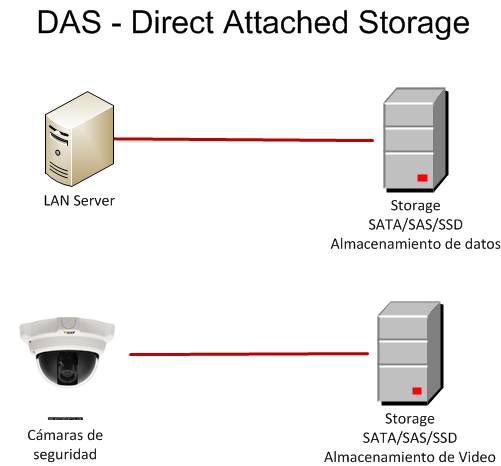 DAS - Direct Attached Storage
LAN Server
Storage
SATA/SAS/SSD
Almacenamiento de datos
Cámaras de
seguridad
Storage
SATA/SAS/SSD
Almacenamiento de Video